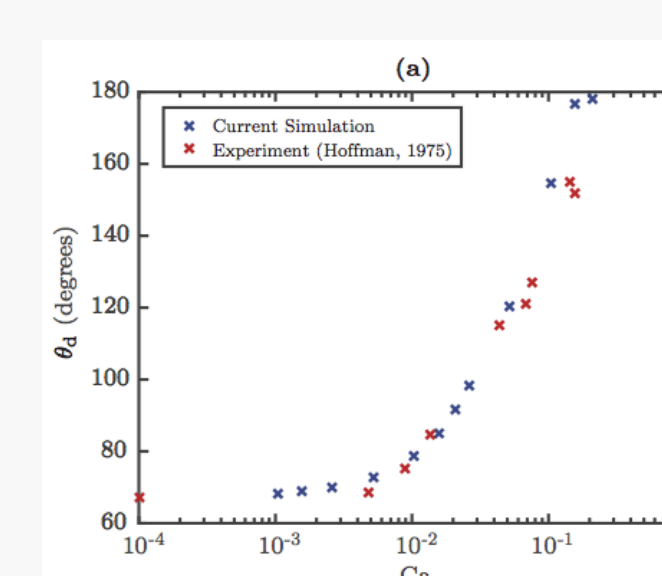 (a)
180
Current Simulation
Experiment (Hoffman, 1975)
160
140
120
100
80
60
θd (degrees)
10-4
10-3
10-2
10-1